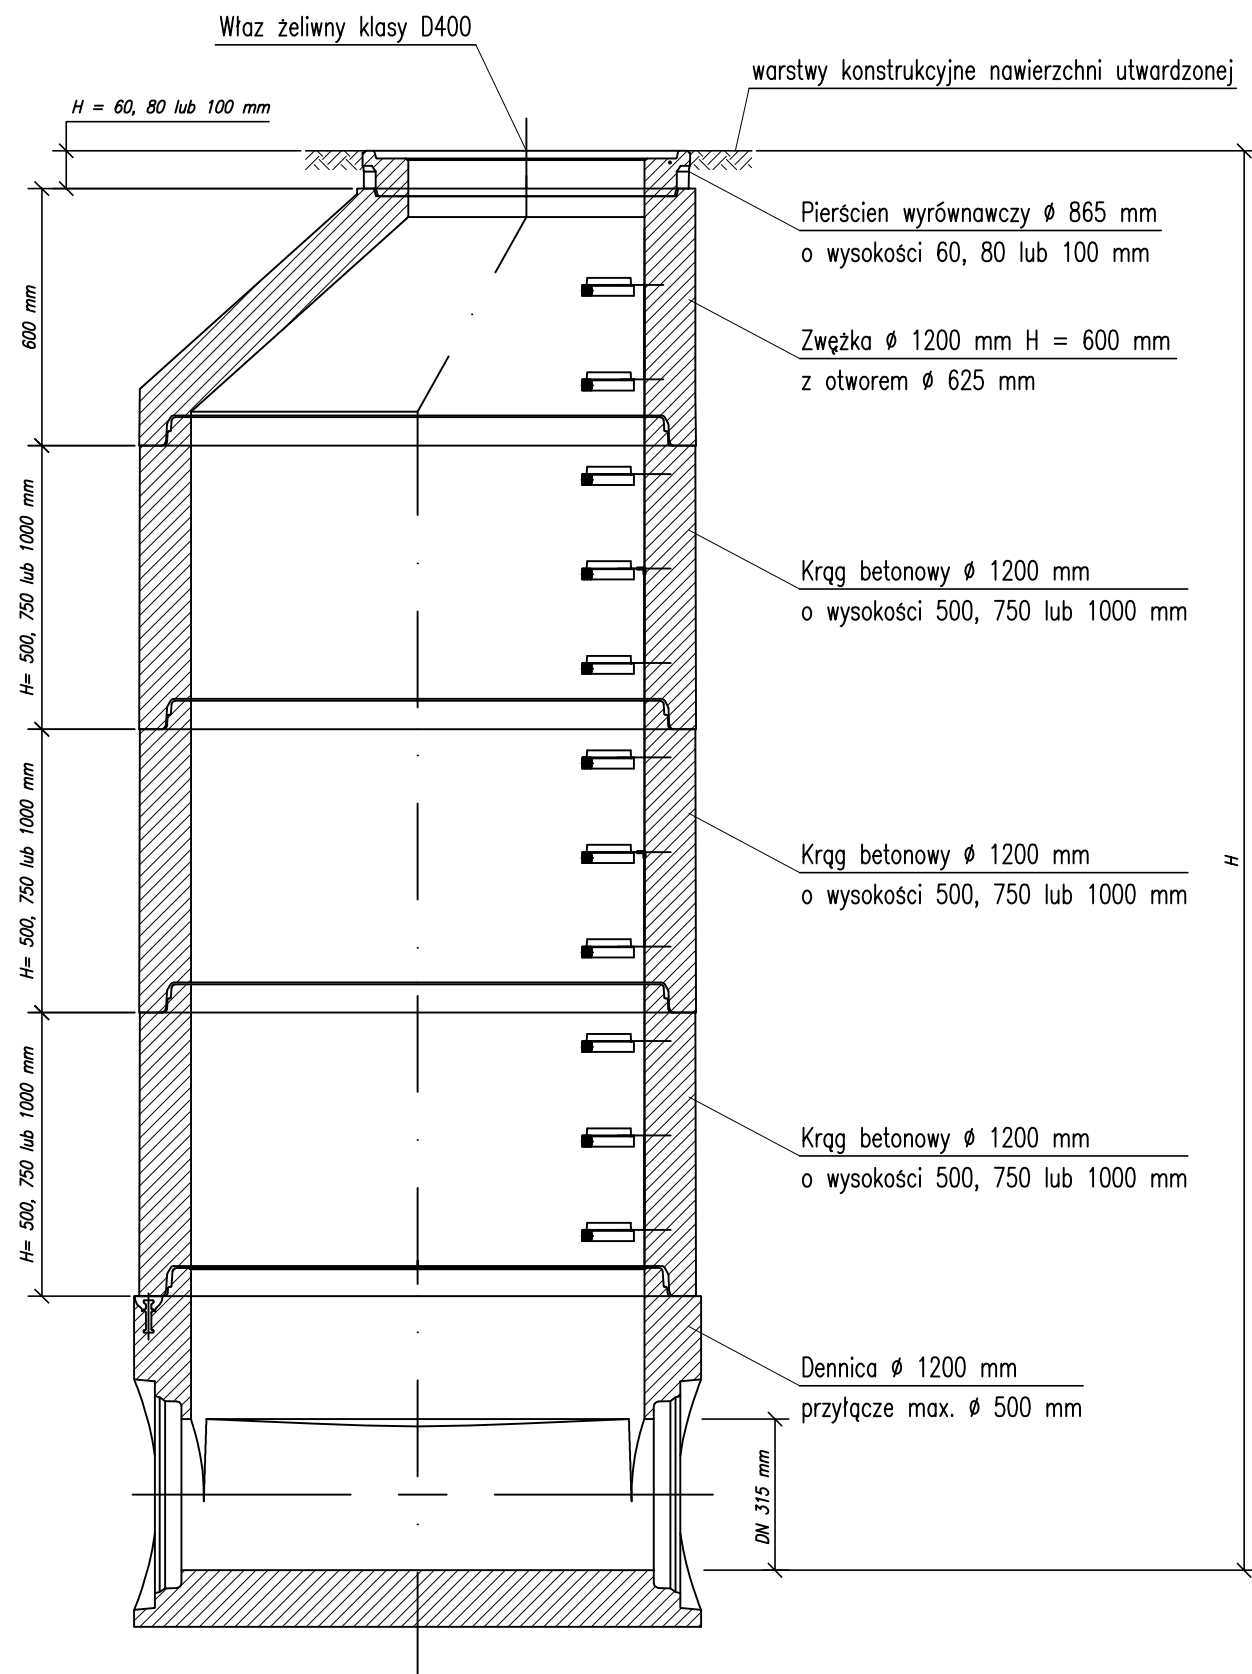 Właz żeliwny klasy D400
warstwy konstrukcyjne nawierzchni utwardzonej
H = 60, 80 lub 100 mm
Pierścien wyrównawczy ø 865 mm
o wysokości 60, 80 lub 100 mm
600 mm
Zwężka ø 1200 mm H = 600 mm
z otworem ø 625 mm
H= 500, 750 lub 1000 mm
Krąg betonowy ø 1200 mm
o wysokości 500, 750 lub 1000 mm
H= 500, 750 lub 1000 mm
Krąg betonowy ø 1200 mm
o wysokości 500, 750 lub 1000 mm
H
H= 500, 750 lub 1000 mm
Krąg betonowy ø 1200 mm
o wysokości 500, 750 lub 1000 mm
Dennica ø 1200 mm
przyłącze max. ø 500 mm
DN 315 mm